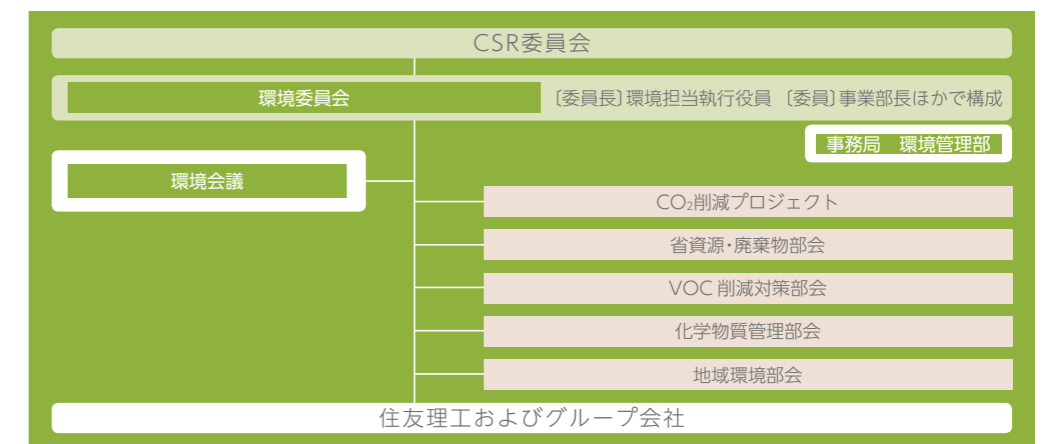 CSR委員会
環境委員会 〔委員長〕環境担当執行役員 〔委員〕事業部長ほかで構成
事務局 環境管理部
環境会議
CO₂削減プロジェクト
省資源・廃棄物部会
VOC 削減対策部会
化学物質管理部会
地域環境部会
住友理工およびグループ会社